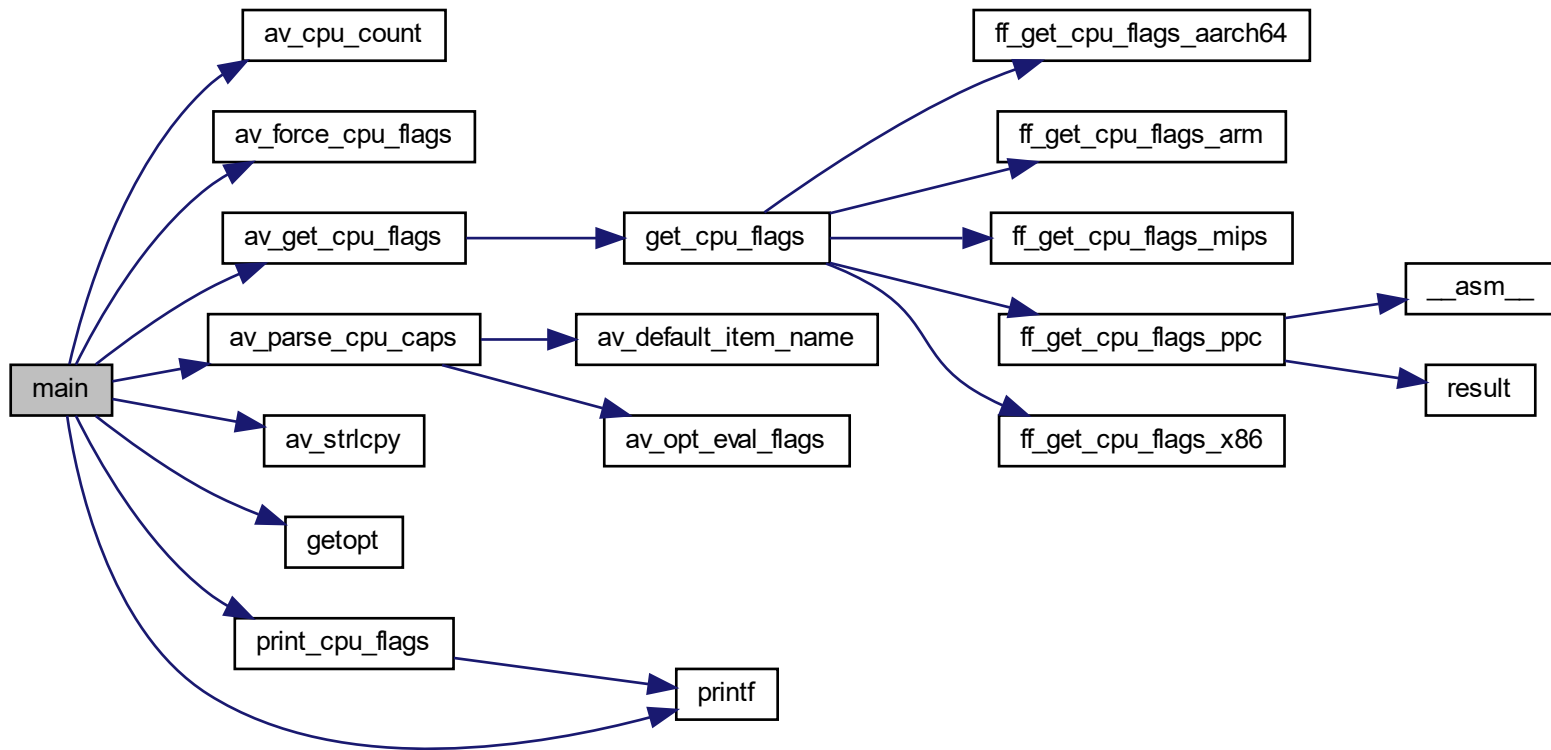 av_cpu_count
av_force_cpu_flags
av_get_cpu_flags
av_parse_cpu_caps
main
av_strlcpy
getopt
print_cpu_flags
get_cpu_flags
av_default_item_name
av_opt_eval_flags
printf
ff_get_cpu_flags_aarch64
ff_get_cpu_flags_arm
ff_get_cpu_flags_mips
ff_get_cpu_flags_ppc
ff_get_cpu_flags_x86
__asm__
result